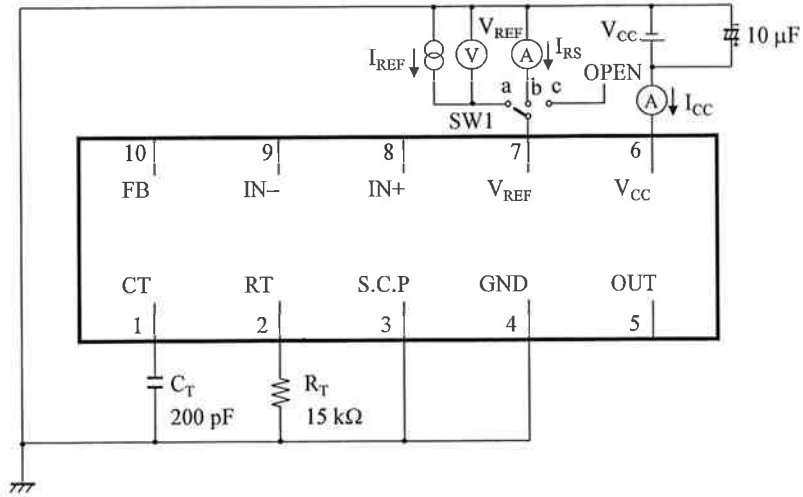 V_REF
V_CC
10 µF
I_REF
V
A
I_RS
OPEN
a
b
c
A
I_CC
SW1
10
9
8
7
6
FB
IN–
IN+
V_REF
V_CC
CT
RT
S.C.P
GND
OUT
1
2
3
4
5
C_T
200 pF
R_T
15 kΩ